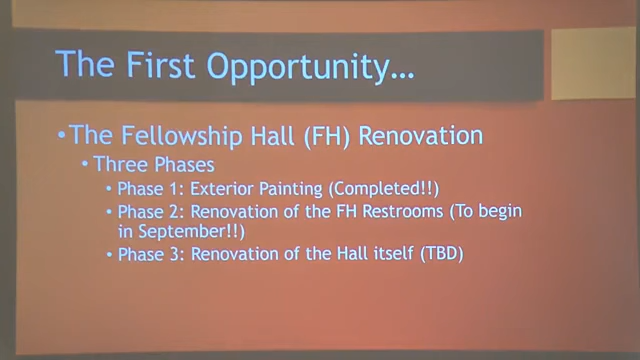 The First Opportunity…
•The Fellowship Hall (FH) Renovation
• Three Phases
• Phase 1: Exterior Painting (Completed!!)
• Phase 2: Renovation of the FH Restrooms (To begin
in September!!)
• Phase 3: Renovation of the Hall itself (TBD)